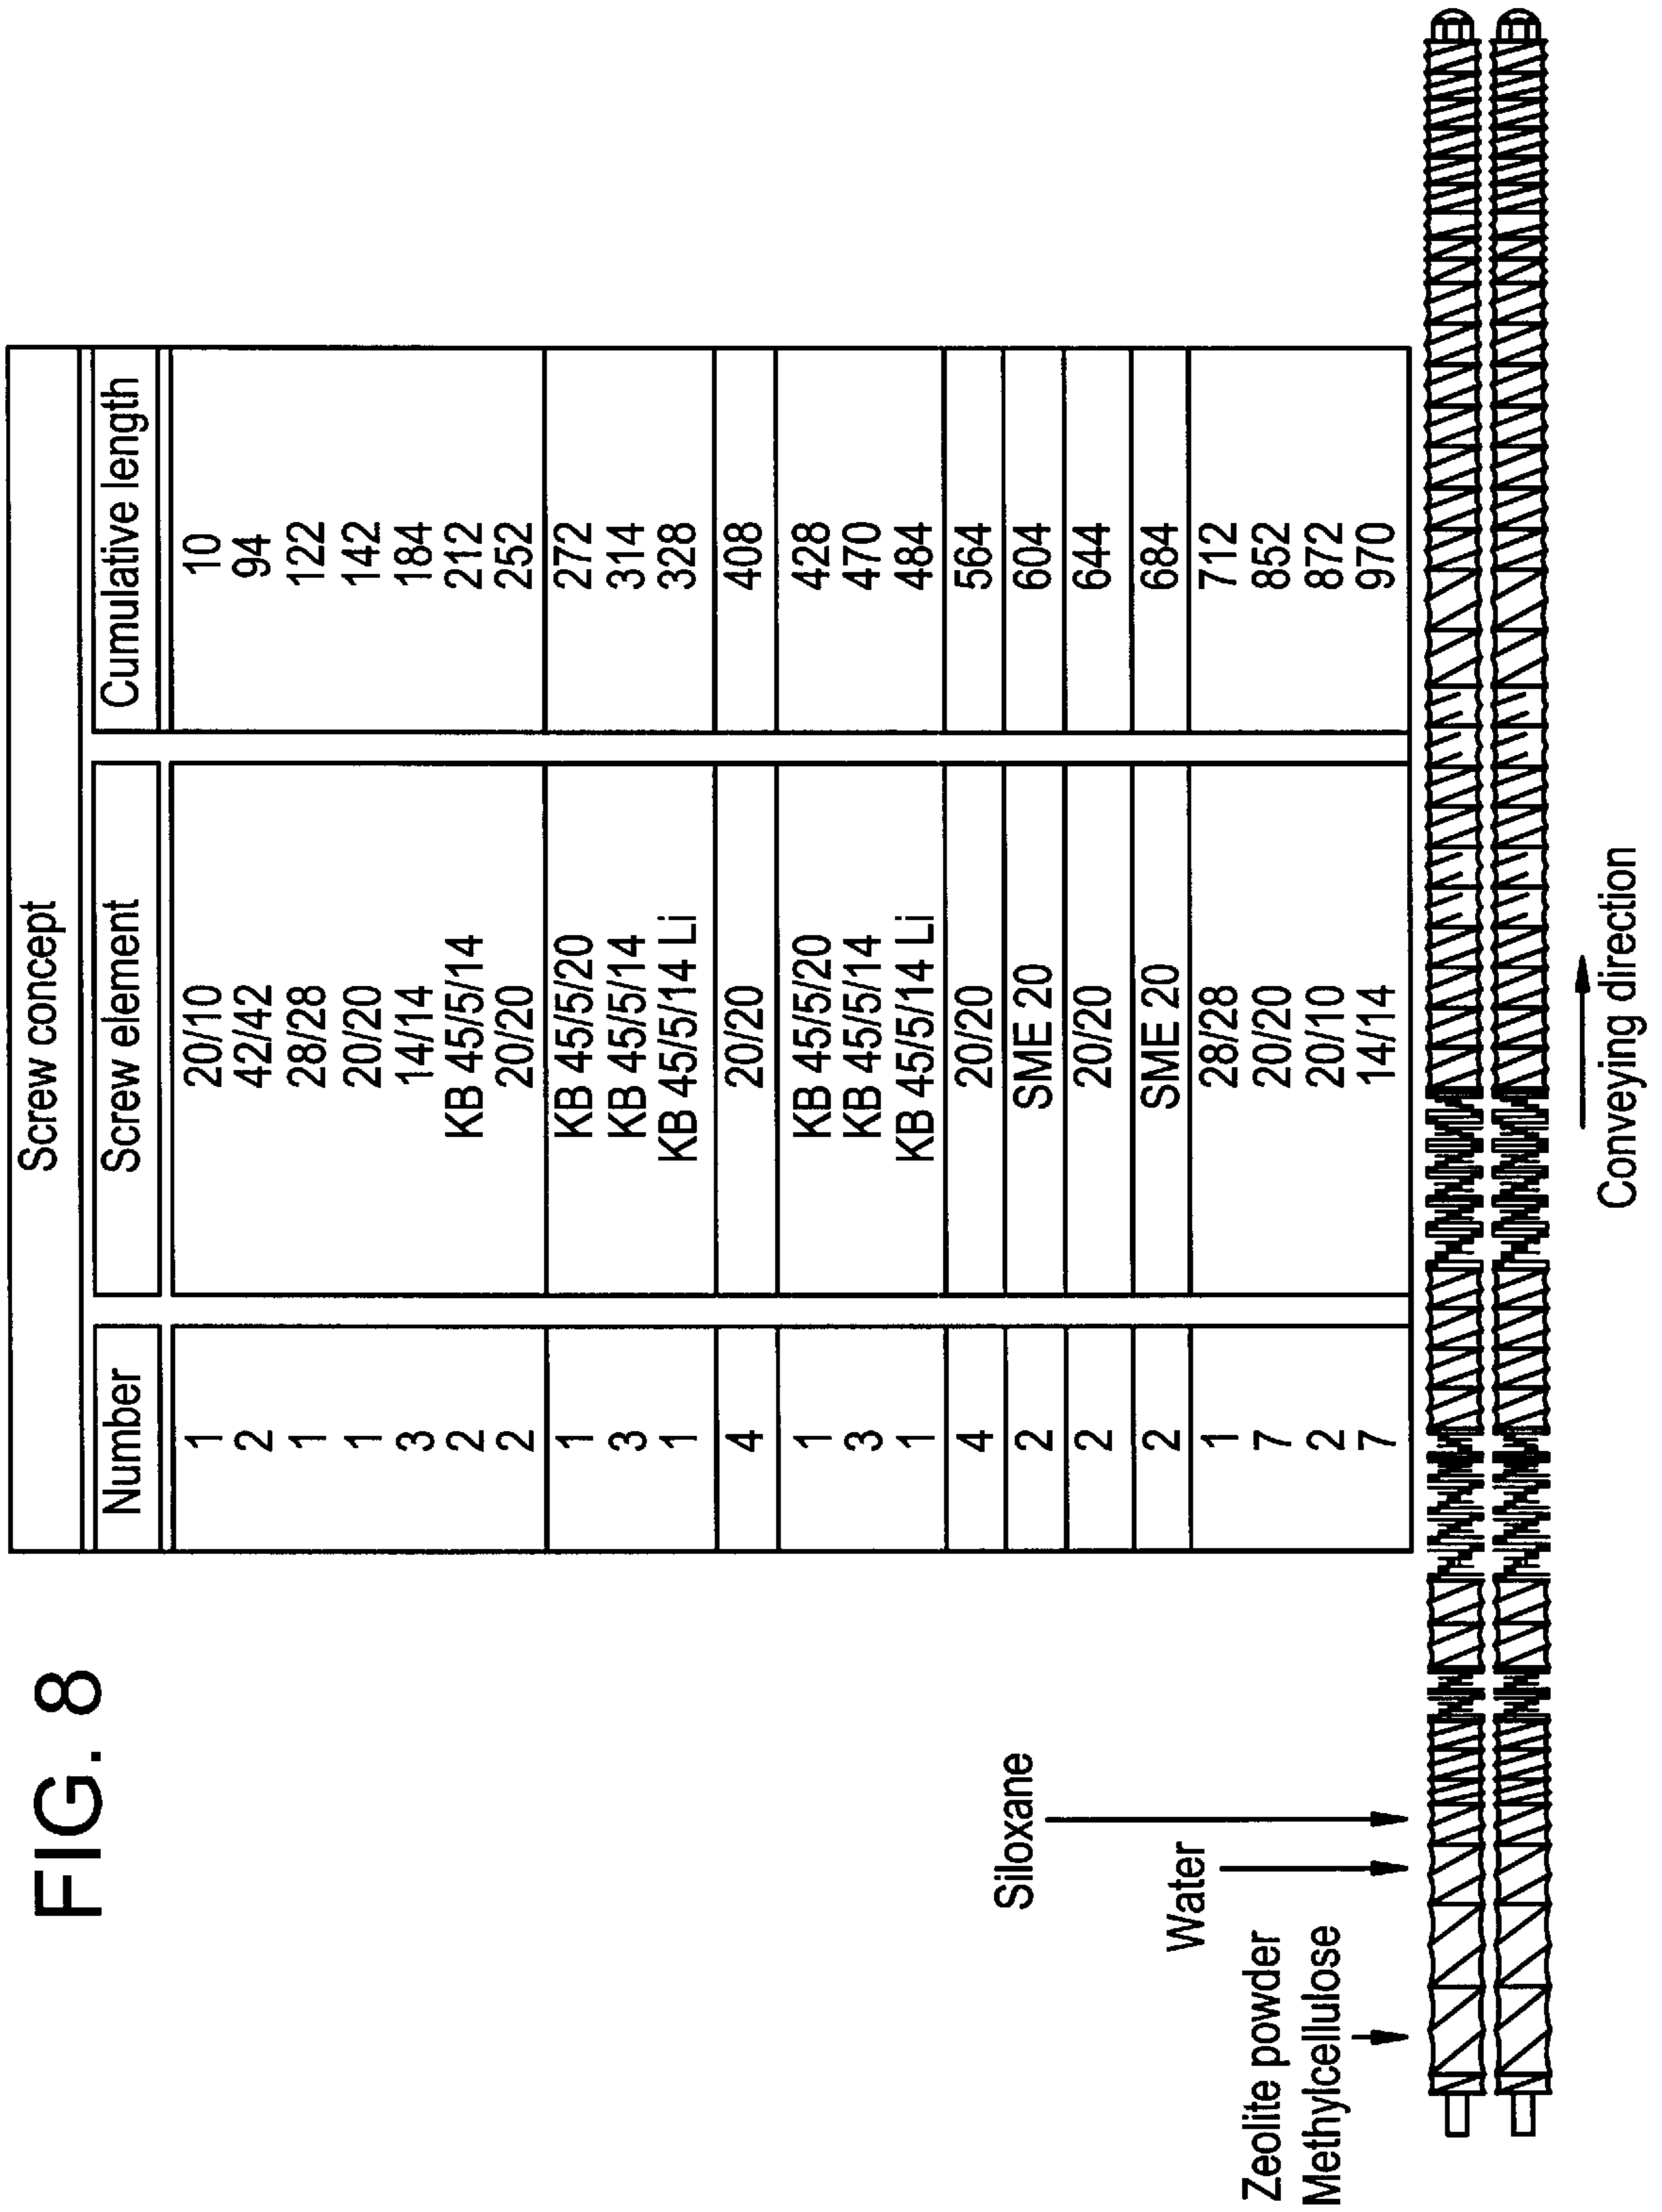 FIG. 8
Screw concept
Number Screw element Cumulative length
1 20/10 10
2 42/42 94
1 28/28 122
1 20/20 142
3 14/14 184
2 KB 45/5/14 212
2 20/20 252
1 KB 45/5/20 272
3 KB 45/5/14 314
1 KB 45/5/14 Li 328
4 20/20 408
1 KB 45/5/20 428
3 KB 45/5/14 470
1 KB 45/5/14 Li 484
4 20/20 564
2 SME 20 604
2 20/20 644
2 SME 20 684
1 28/28 712
7 20/20 852
2 20/10 872
7 14/14 970
Siloxane
Water
Zeolite powder
Methylcellulose
Conveying direction